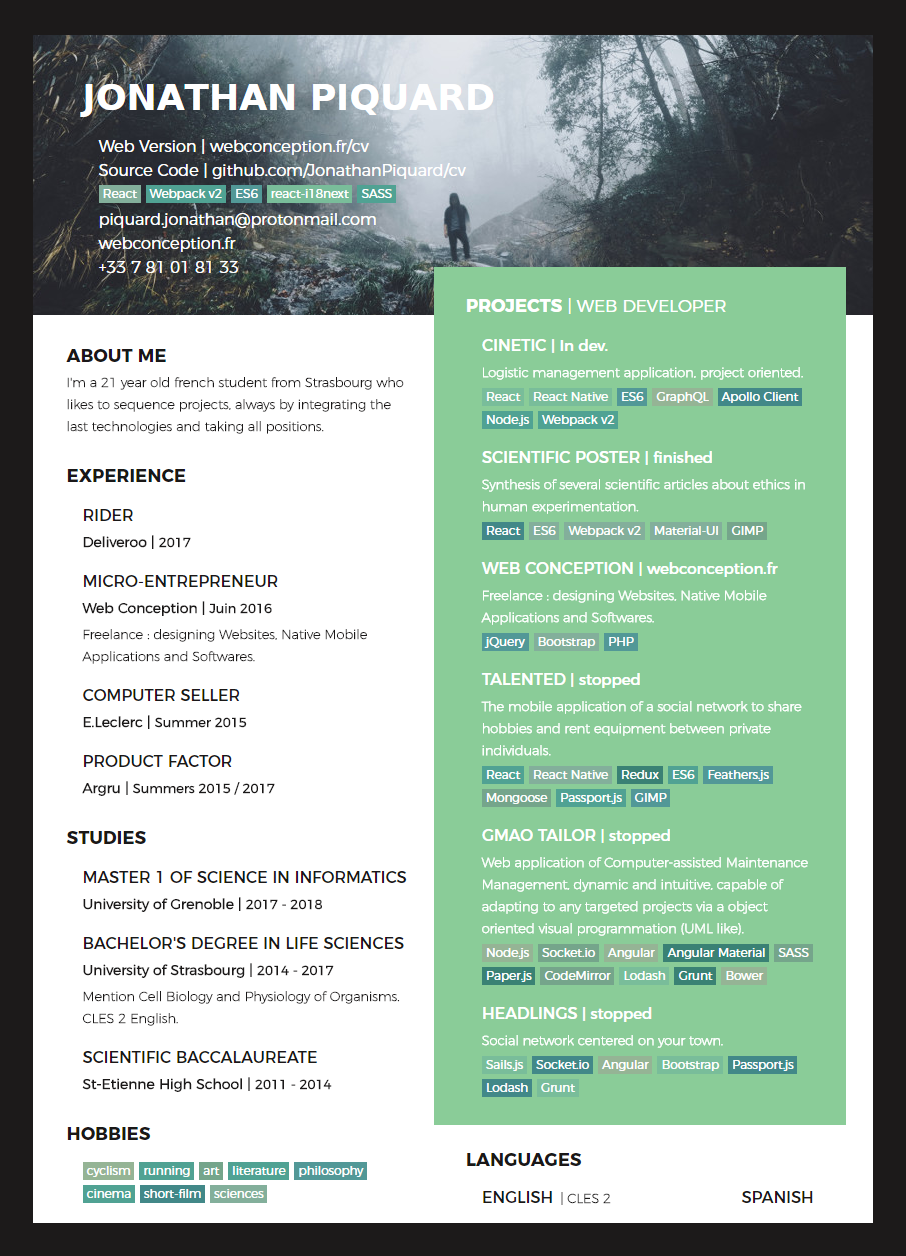 JONATHAN PIQUARD
Web Version | webconception.fr/cv
Source Code | github.com/JonathanPiquard/cv
React Webpack v2 ES6 react-i18next SASS
piquard.jonathan@protonmail.com
webconception.fr
+33 7 81 01 81 33
ABOUT ME
I'm a 21 year old french student from Strasbourg who
likes to sequence projects, always by integrating the
last technologies and taking all positions.
EXPERIENCE
RIDER
Deliveroo | 2017
MICRO-ENTREPRENEUR
Web Conception | Juin 2016
Freelance : designing Websites, Native Mobile
Applications and Softwares.
COMPUTER SELLER
E.Leclerc | Summer 2015
PRODUCT FACTOR
Argru | Summers 2015 / 2017
STUDIES
MASTER 1 OF SCIENCE IN INFORMATICS
University of Grenoble | 2017 - 2018
BACHELOR'S DEGREE IN LIFE SCIENCES
University of Strasbourg | 2014 - 2017
Mention Cell Biology and Physiology of Organisms.
CLES 2 English.
SCIENTIFIC BACCALAUREATE
St-Etienne High School | 2011 - 2014
HOBBIES
cyclism running art literature philosophy
cinema short-film sciences
PROJECTS | WEB DEVELOPER
CINETIC | In dev.
Logistic management application, project oriented.
React React Native ES6 GraphQL Apollo Client
Node.js Webpack v2
SCIENTIFIC POSTER | finished
Synthesis of several scientific articles about ethics in
human experimentation.
React ES6 Webpack v2 Material-UI GIMP
WEB CONCEPTION | webconception.fr
Freelance : designing Websites, Native Mobile
Applications and Softwares.
jQuery Bootstrap PHP
TALENTED | stopped
The mobile application of a social network to share
hobbies and rent equipment between private
individuals.
React React Native Redux ES6 Feathers.js
Mongoose Passport.js GIMP
GMAO TAILOR | stopped
Web application of Computer-assisted Maintenance
Management, dynamic and intuitive, capable of
adapting to any targeted projects via a object
oriented visual programmation (UML like).
Node.js Socket.io Angular Angular Material SASS
Paper.js CodeMirror Lodash Grunt Bower
HEADLINGS | stopped
Social network centered on your town.
Sails.js Socket.io Angular Bootstrap Passport.js
Lodash Grunt
LANGUAGES
ENGLISH | CLES 2 SPANISH